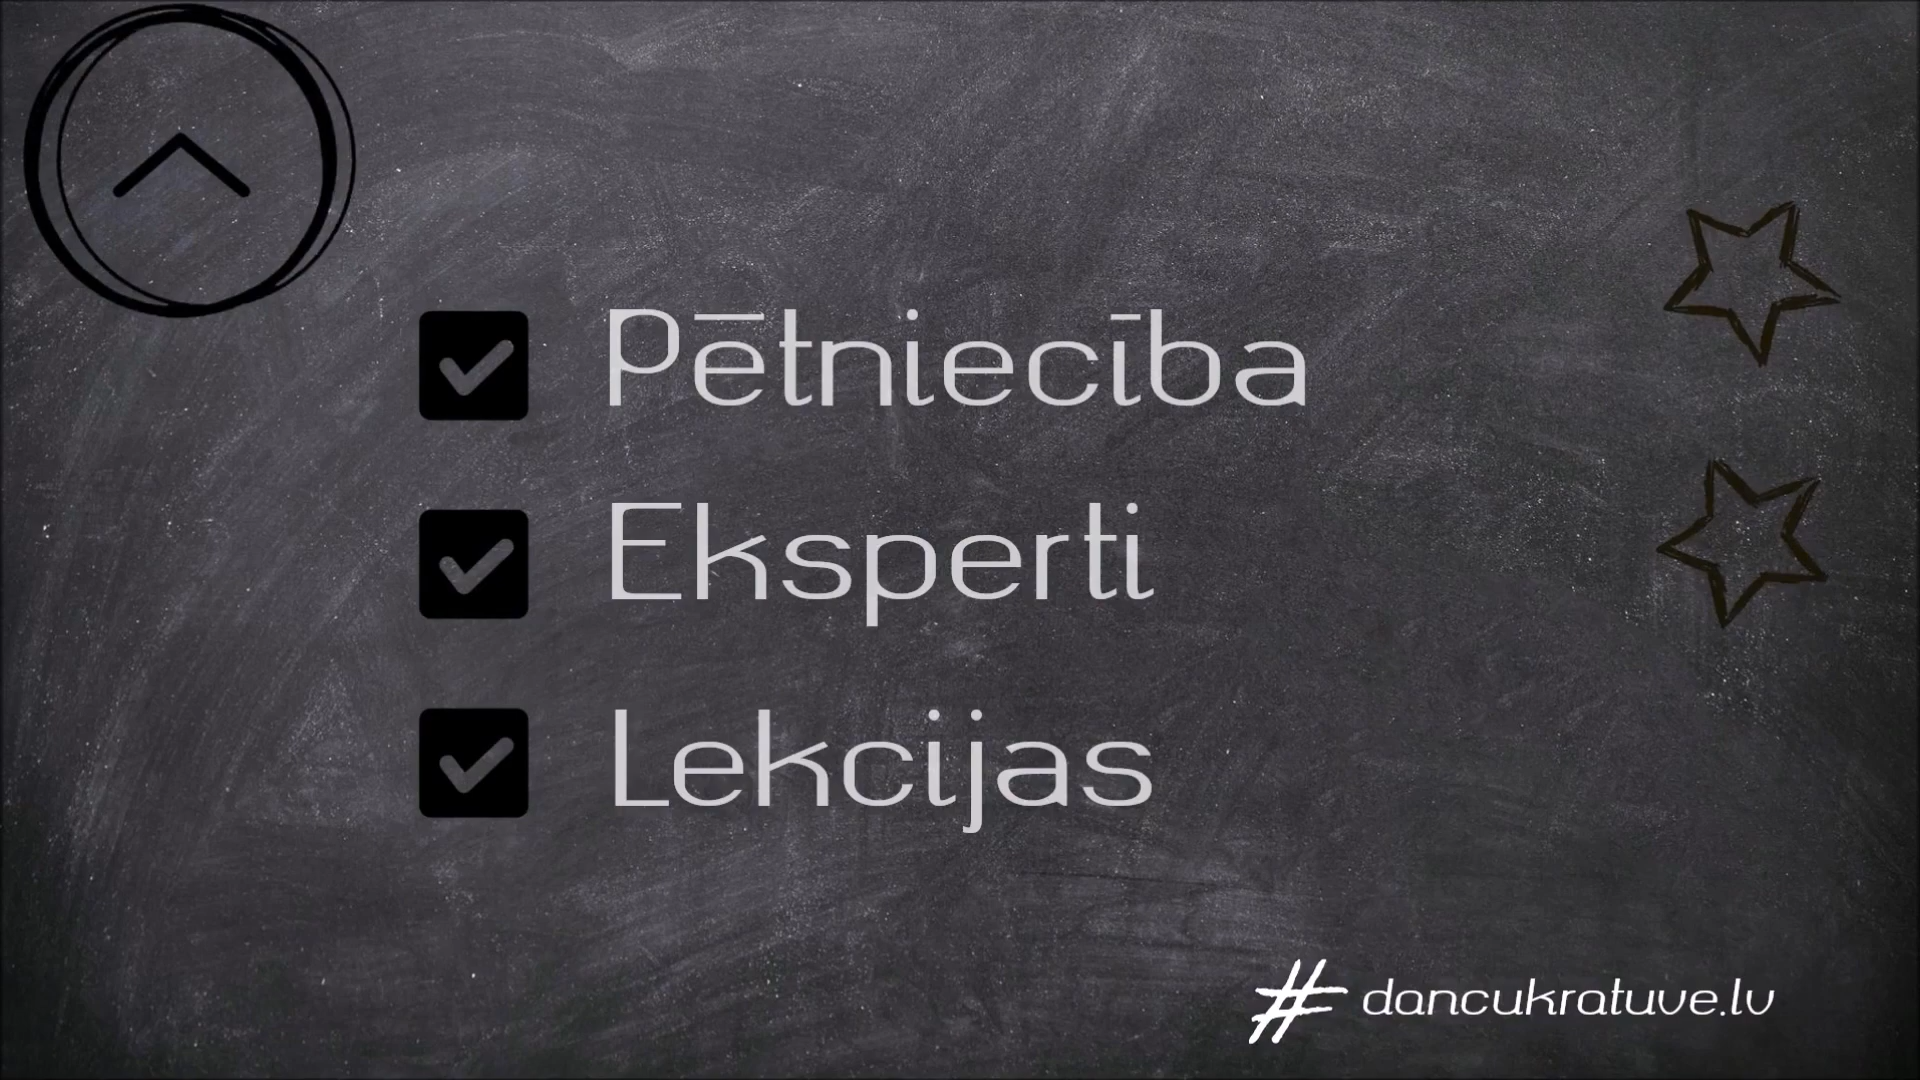 Pētniecība
Eksperti
Lekcijas
# dancukratuve.lv